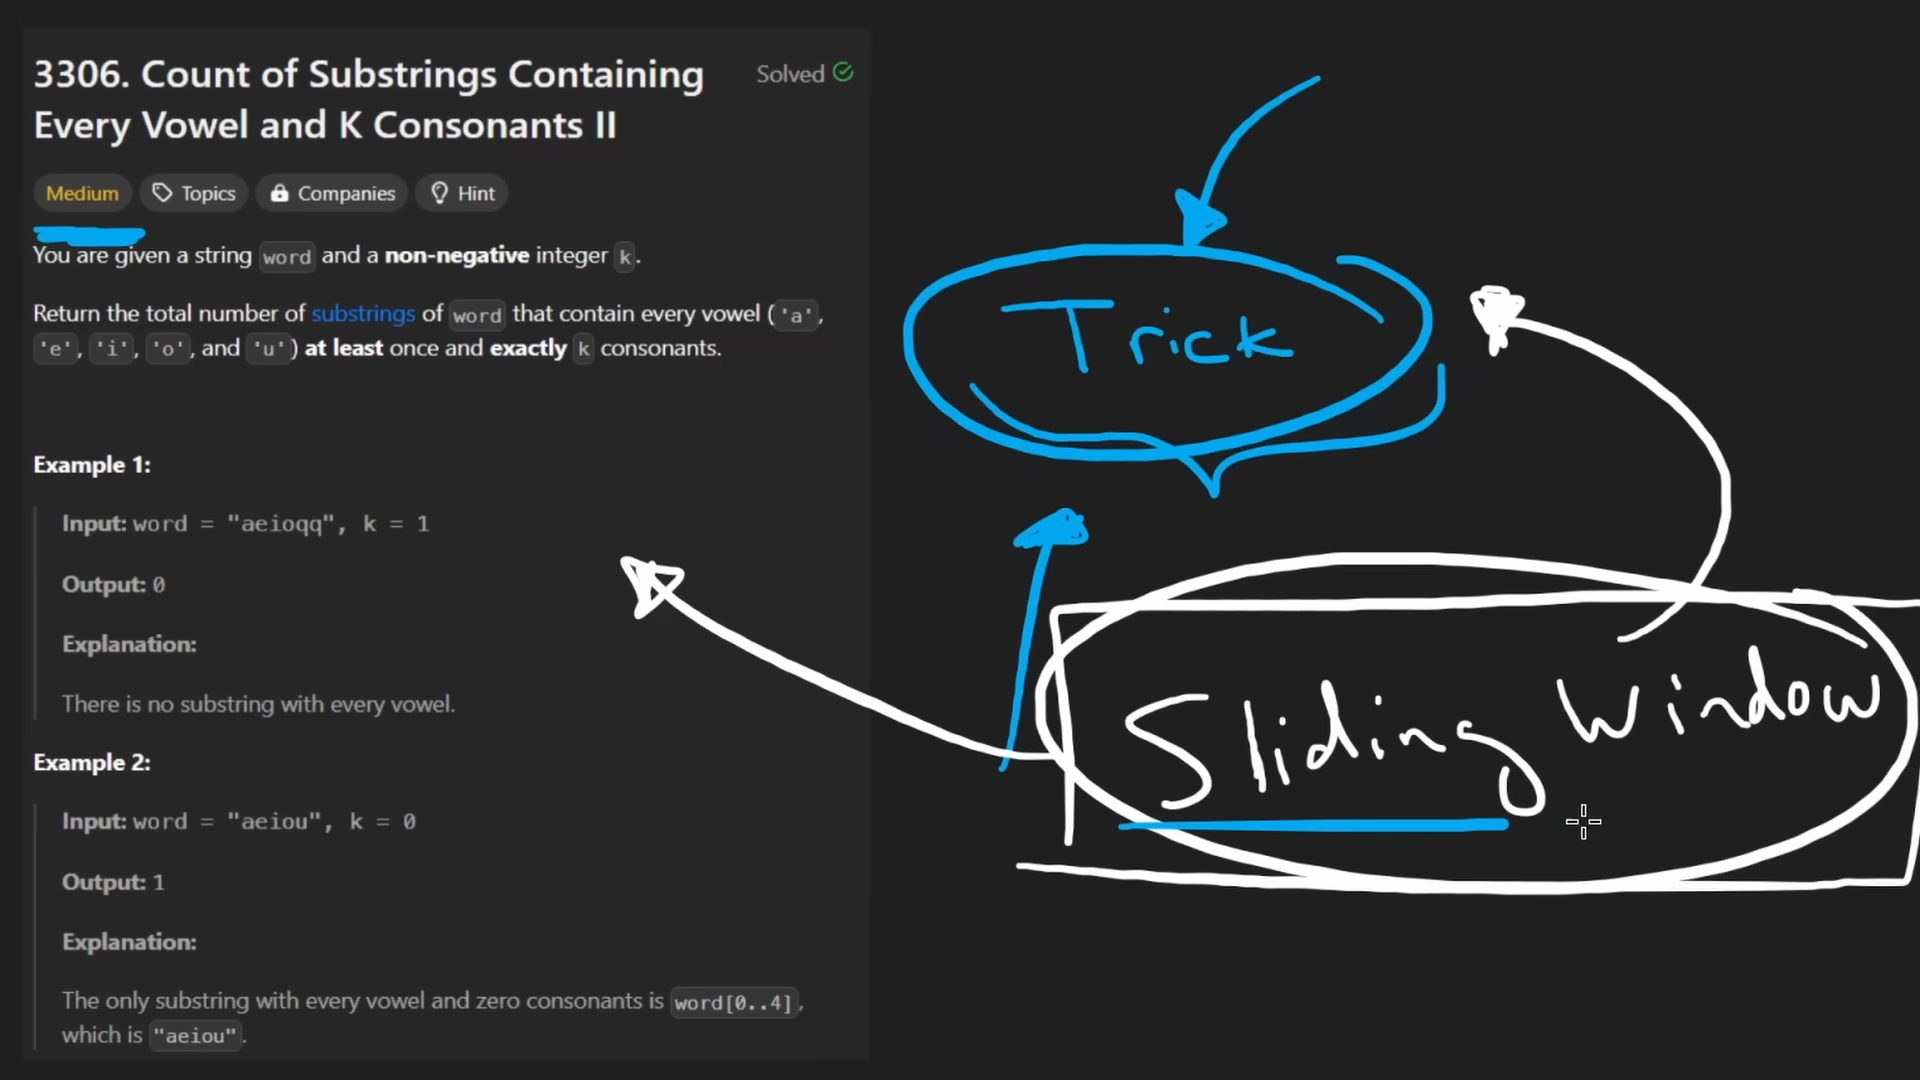 3306. Count of Substrings Containing
Every Vowel and K Consonants II
Solved
Medium Topics Companies Hint
You are given a string word and a non-negative integer k.
Return the total number of substrings of word that contain every vowel ('a',
'e', 'i', 'o', and 'u') at least once and exactly k consonants.
Example 1:
Input: word = "aeioqq", k = 1
Output: 0
Explanation:
There is no substring with every vowel.
Example 2:
Input: word = "aeiou", k = 0
Output: 1
Explanation:
The only substring with every vowel and zero consonants is word[0..4],
which is "aeiou".
Trick
Sliding Window